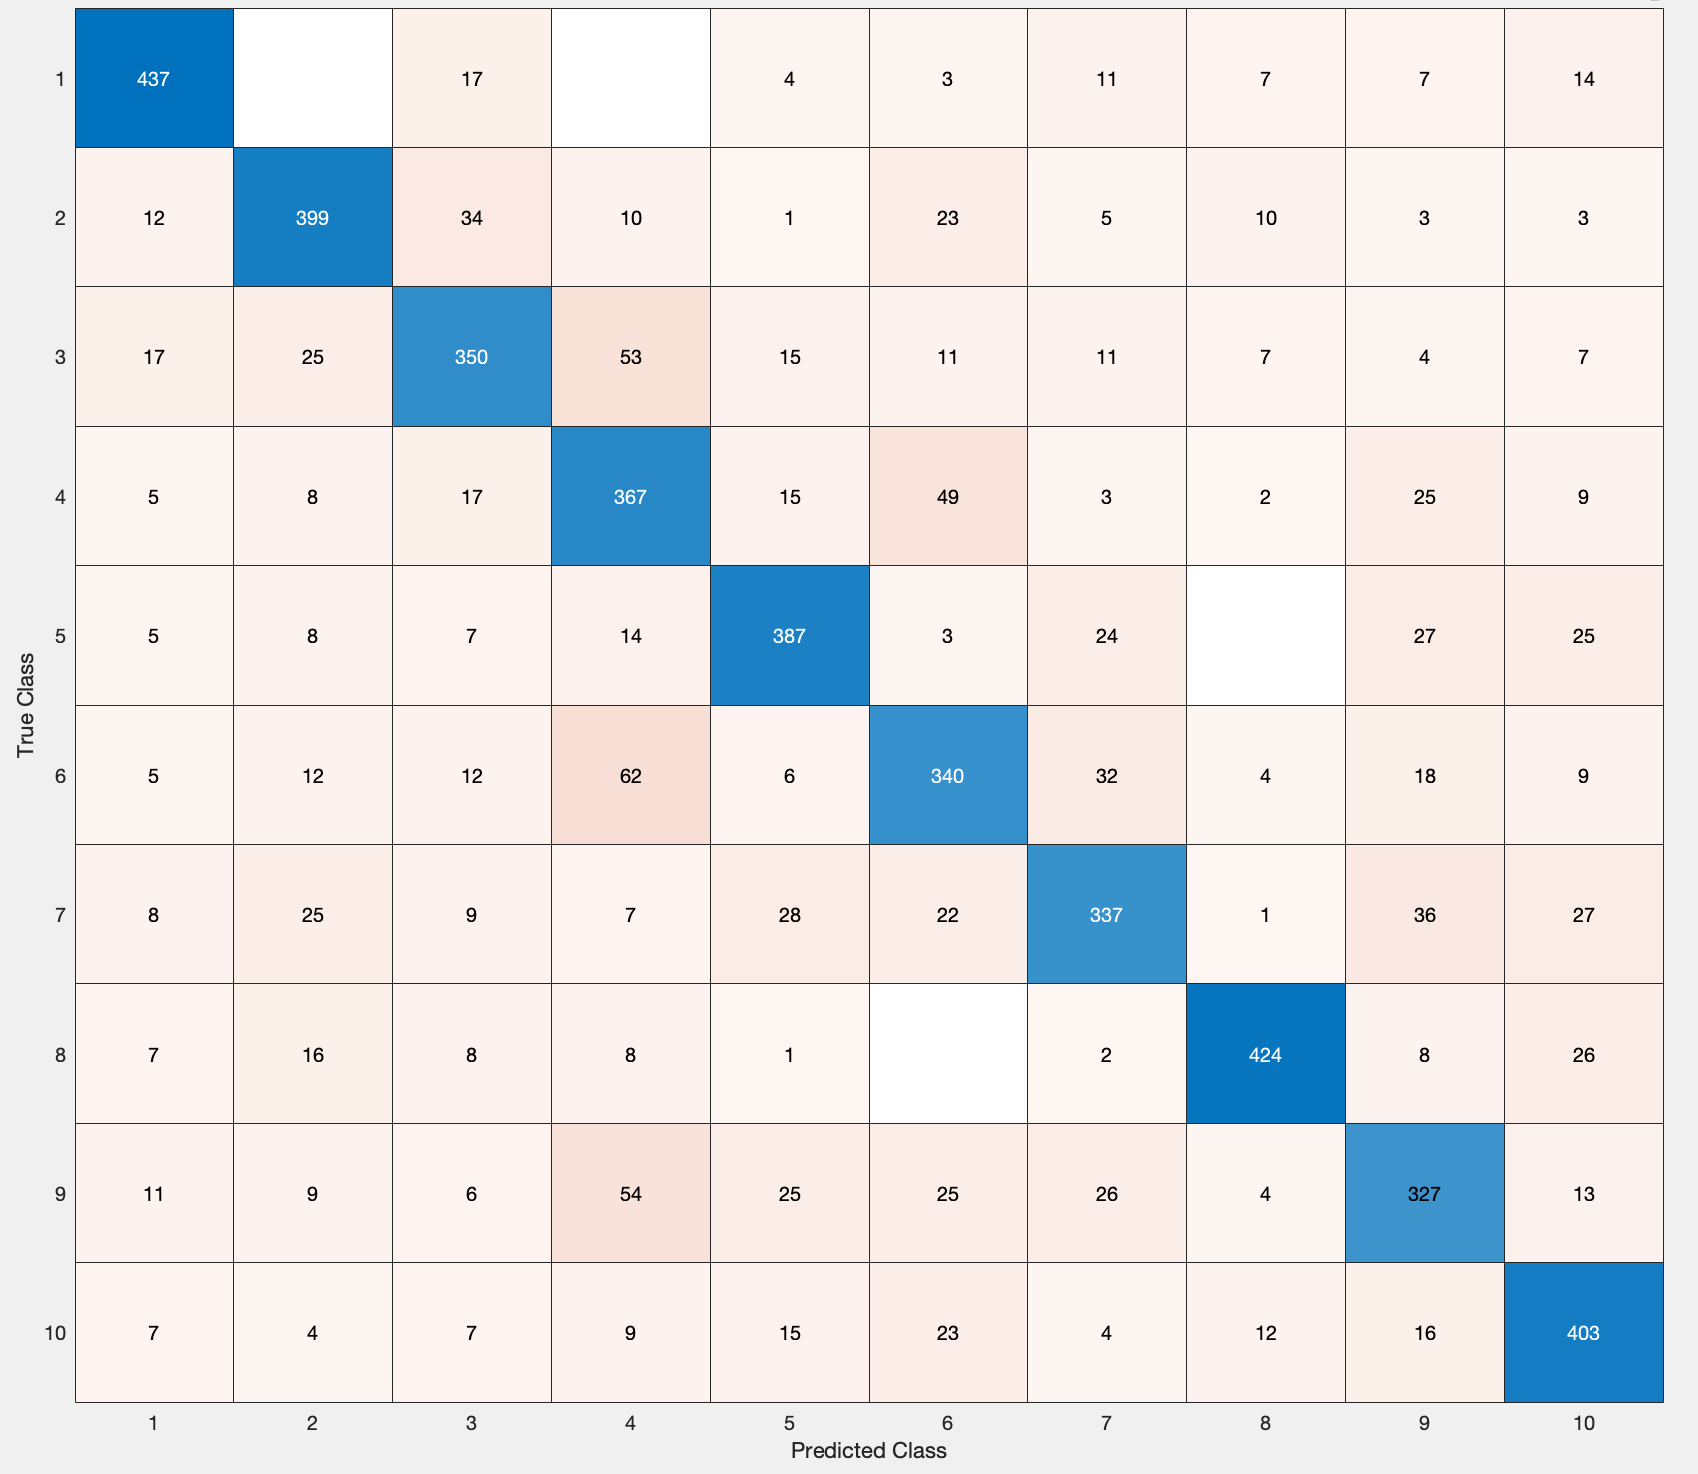 1 437 17 4 3 11 7 7 14
2 12 399 34 10 1 23 5 10 3 3
3 17 25 350 53 15 11 11 7 4 7
4 5 8 17 367 15 49 3 2 25 9
5 5 8 7 14 387 3 24 27 25
6 5 12 12 62 6 340 32 4 18 9
7 8 25 9 7 28 22 337 1 36 27
8 7 16 8 8 1 2 424 8 26
9 11 9 6 54 25 25 26 4 327 13
10 7 4 7 9 15 23 4 12 16 403
1 2 3 4 5 6 7 8 9 10
True Class
Predicted Class